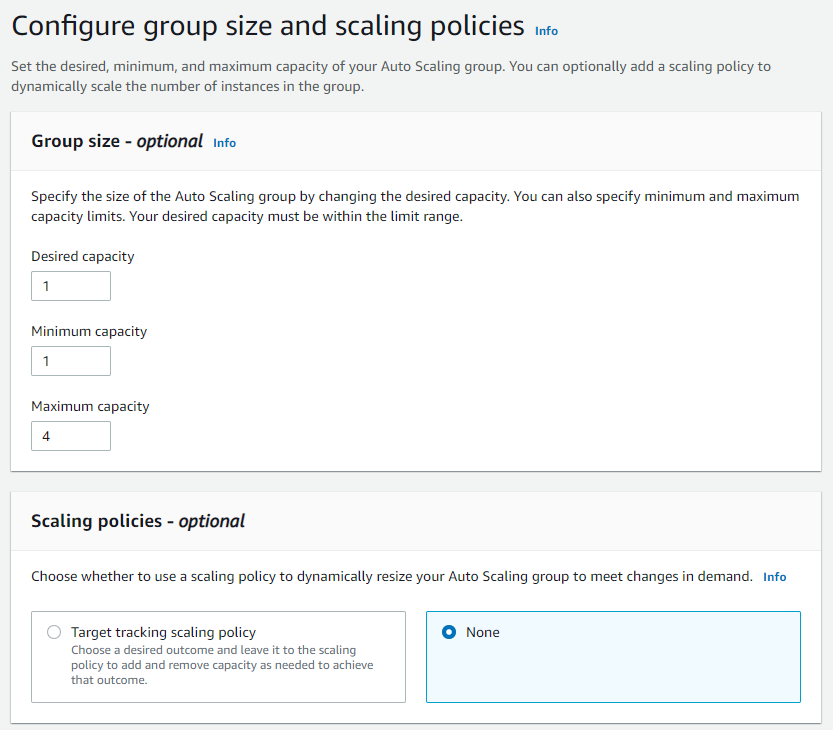 Configure group size and scaling policies Info
Set the desired, minimum, and maximum capacity of your Auto Scaling group. You can optionally add a scaling policy to
dynamically scale the number of instances in the group.
Group size - optional Info
Specify the size of the Auto Scaling group by changing the desired capacity. You can also specify minimum and maximum
capacity limits. Your desired capacity must be within the limit range.
Desired capacity
1
Minimum capacity
1
Maximum capacity
4
Scaling policies - optional
Choose whether to use a scaling policy to dynamically resize your Auto Scaling group to meet changes in demand. Info
Target tracking scaling policy
Choose a desired outcome and leave it to the scaling
policy to add and remove capacity as needed to achieve
that outcome.
None